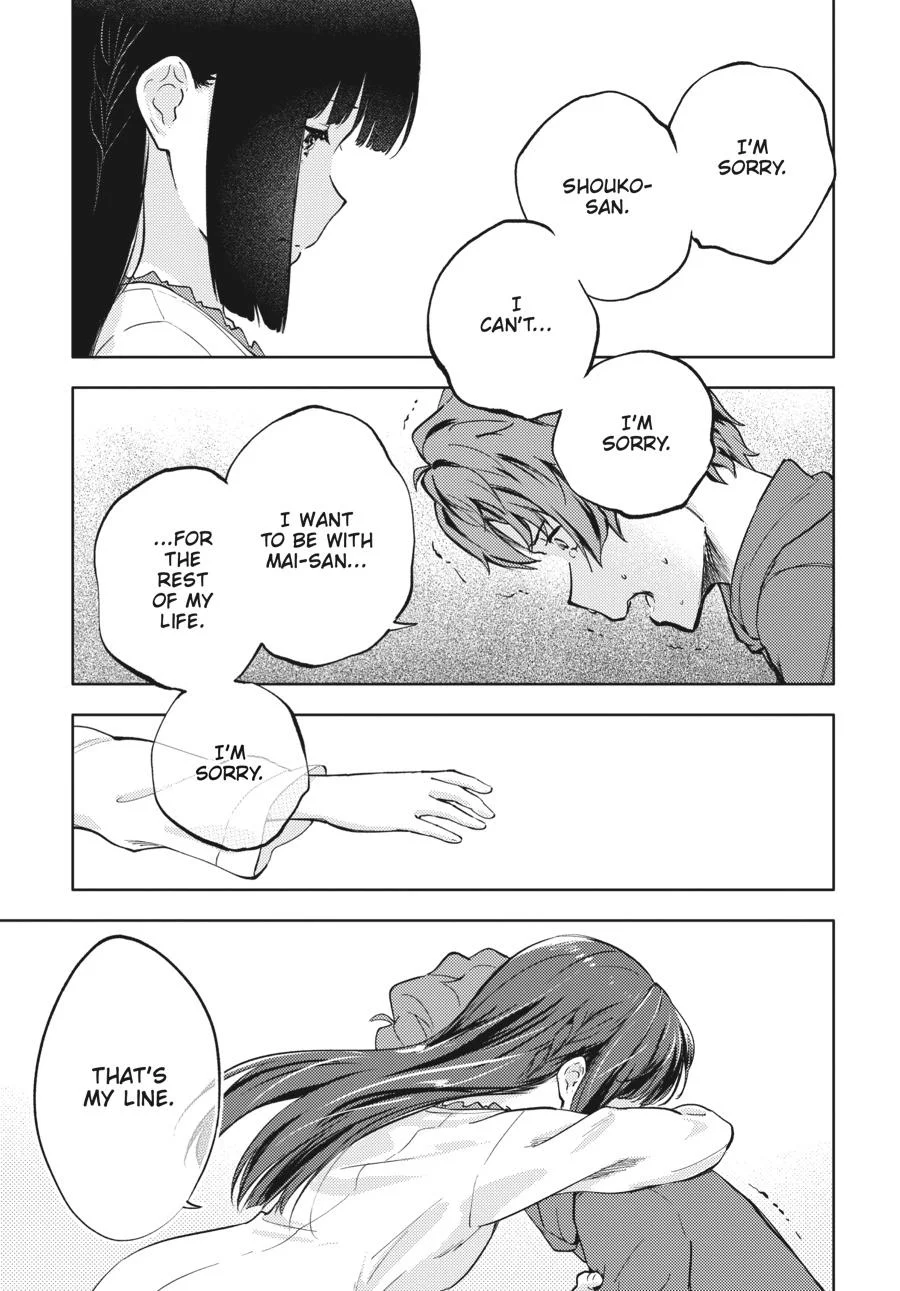 I'M
SORRY.
SHOUKO-
SAN.
I
CAN'T...
I'M
SORRY.
I WANT
TO BE WITH
MAI-SAN...
...FOR
THE
REST
OF MY
LIFE.
I'M
SORRY.
THAT'S
MY LINE.